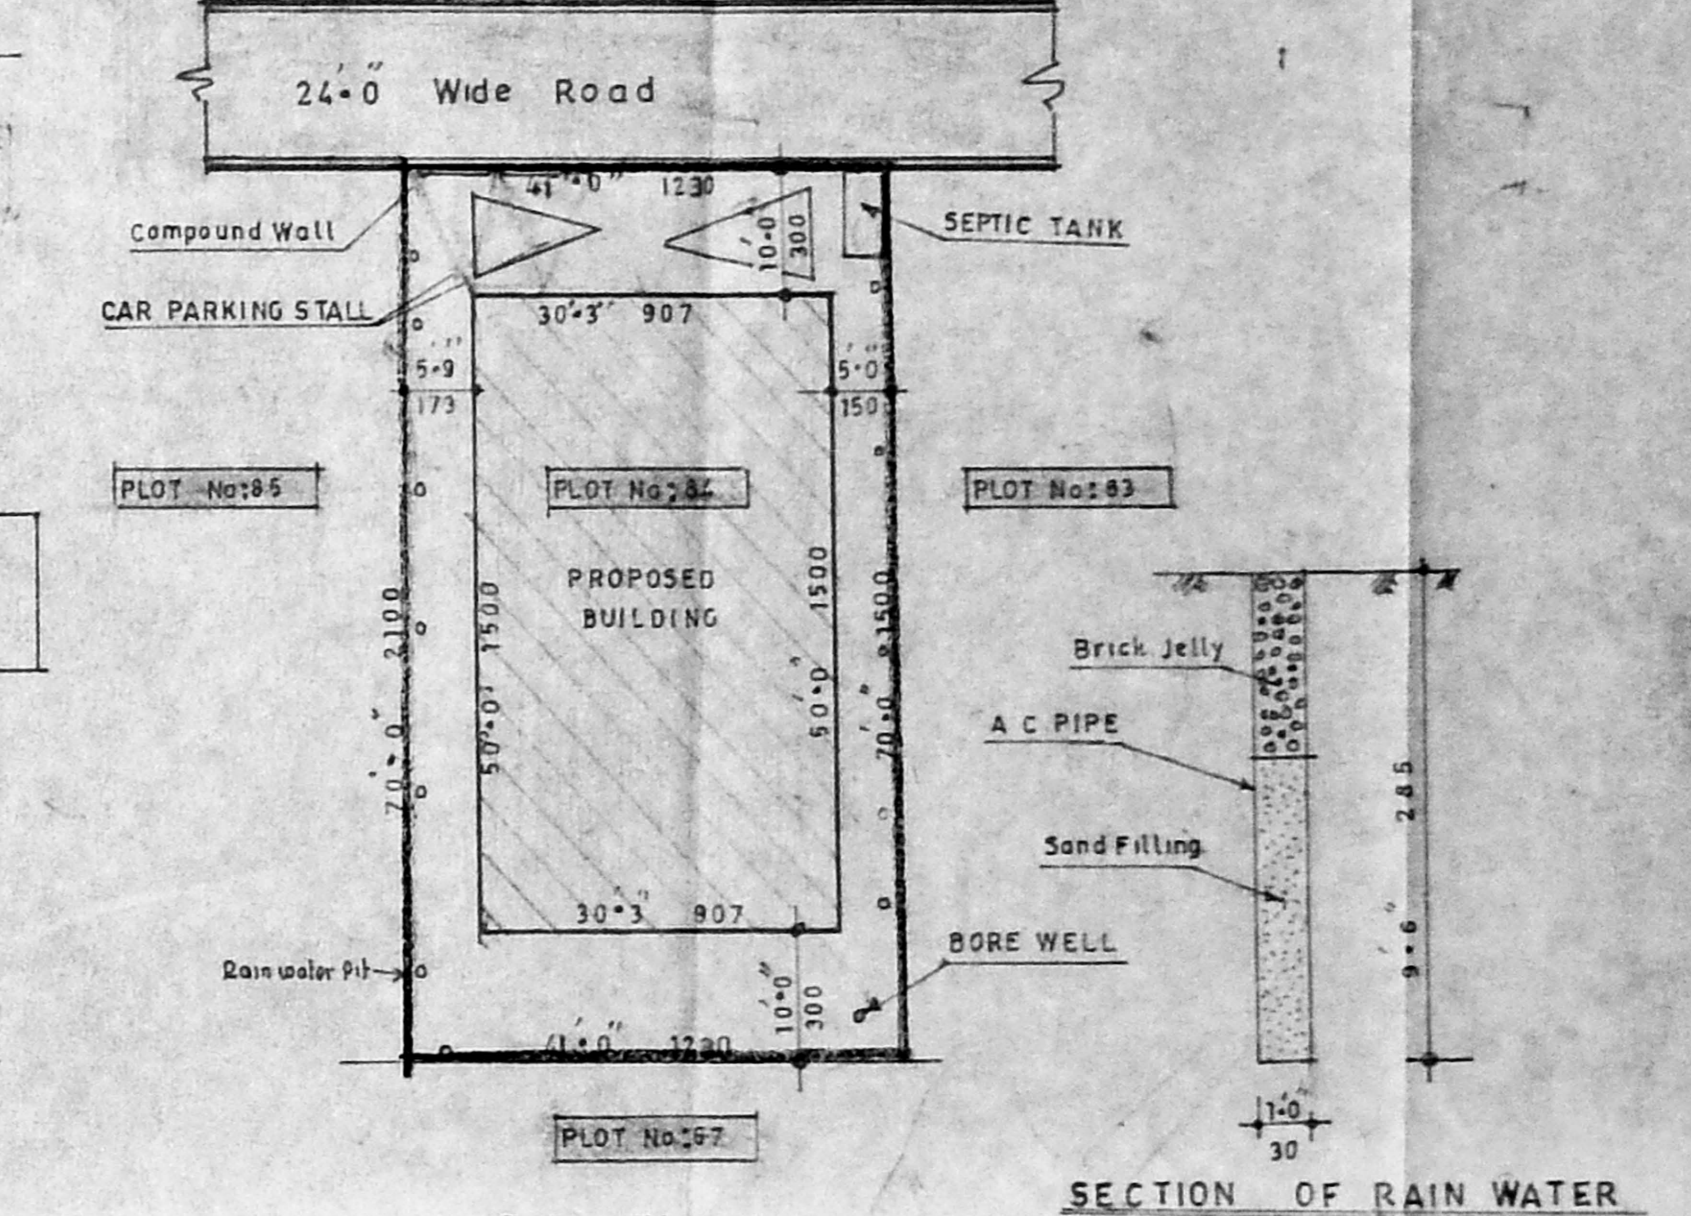 24'-0" Wide Road
41'-0" 1230
Compound Wall
SEPTIC TANK
10'-0"
300
CAR PARKING STALL
30'-3" 907
5'-9"
173
5'-0"
150
PLOT No:85
PLOT No:84
PLOT No:83
PROPOSED
BUILDING
70'-0" 2100
50'-0" 1500
50'-0" 1500
70'-0" 1500
Brick Jelly
A C PIPE
Sand Filling
9'-6" 285
30'-3" 907
BORE WELL
Rain water Pit
10'-0"
300
41'-0" 1230
1'-0"
30
PLOT No:67
SECTION OF RAIN WATER